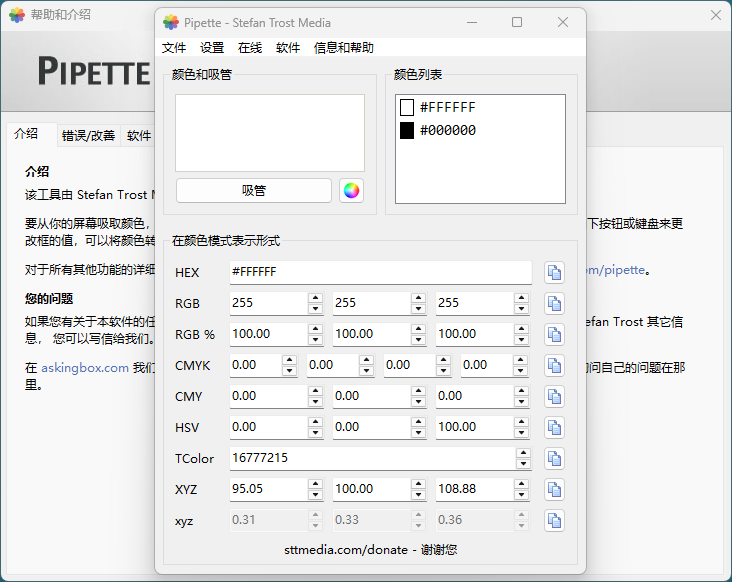 帮助和介绍
PIPETTE
介绍
错误/改善
软件
介绍
该工具由 Stefan Trost
要从你的屏幕吸取颜色，
下按钮或键盘来更
改框的值，可以将颜色转
对于所有其他功能的详细
om/pipette。
您的问题
如果您有关于本软件的任
efan Trost 其它信
息， 您可以写信给我们。
在 askingbox.com 我们
问自己的问题在那
里。
Pipette - Stefan Trost Media
文件 设置 在线 软件 信息和帮助
颜色和吸管
吸管
颜色列表
#FFFFFF
#000000
在颜色模式表示形式
HEX #FFFFFF
RGB 255 255 255
RGB % 100.00 100.00 100.00
CMYK 0.00 0.00 0.00 0.00
CMY 0.00 0.00 0.00
HSV 0.00 0.00 100.00
TColor 16777215
XYZ 95.05 100.00 108.88
xyz 0.31 0.33 0.36
sttmedia.com/donate - 谢谢您